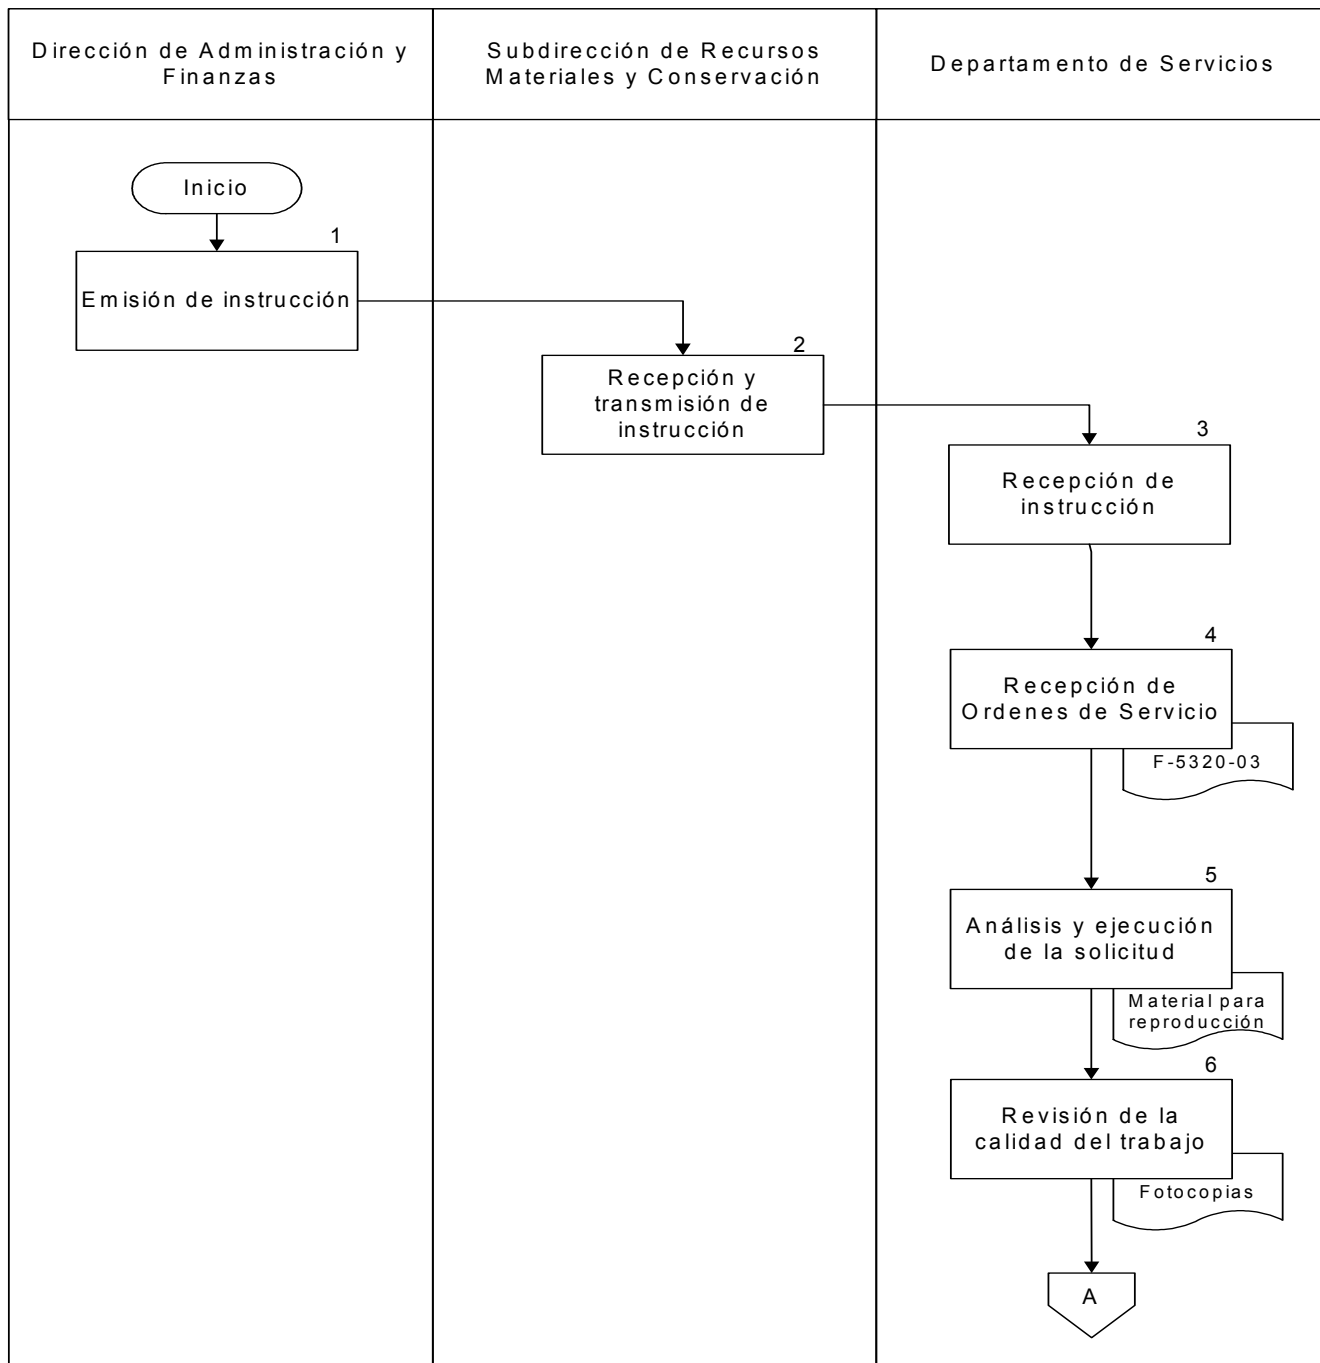 Dirección de Administración y
Finanzas
Subdirección de Recursos
Materiales y Conservación
Departamento de Servicios
Inicio
1
Emisión de instrucción
2
Recepción y
transmisión de
instrucción
3
Recepción de
instrucción
4
Recepción de
Ordenes de Servicio
F-5320-03
5
Análisis y ejecución
de la solicitud
Material para
reproducción
6
Revisión de la
calidad del trabajo
Fotocopias
A